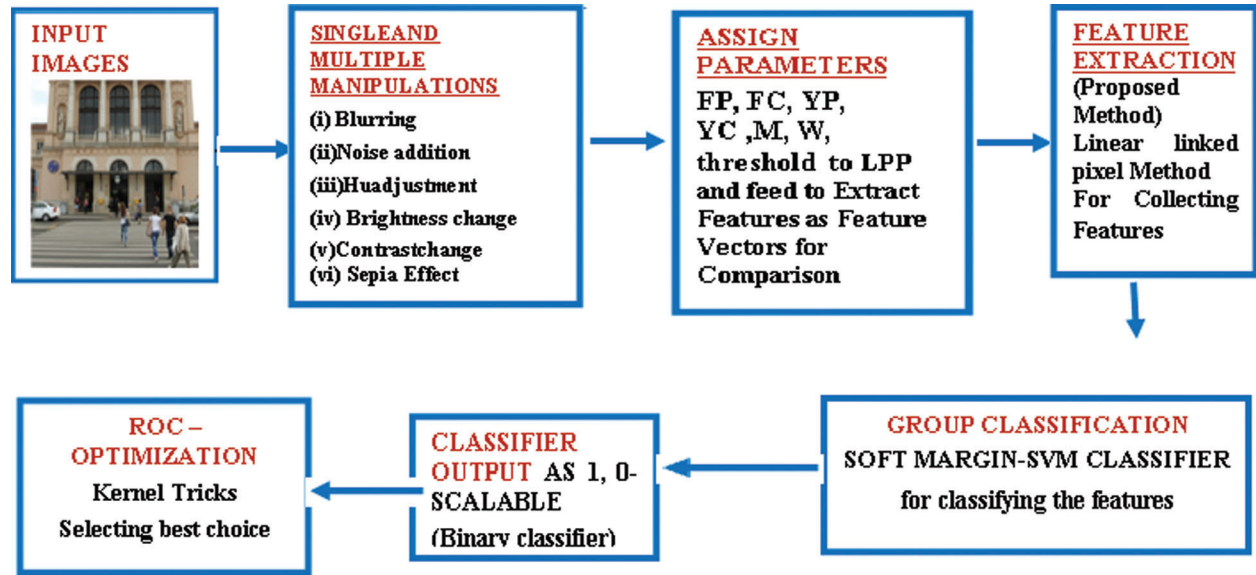 INPUT
IMAGES
SINGLEAND
MULTIPLE
MANIPULATIONS
(i) Blurring
(ii)Noise addition
(iii)Huadjustment
(iv) Brightness change
(v)Contrastchange
(vi) Sepia Effect
ASSIGN
PARAMETERS
FP, FC, YP,
YC ,M, W,
threshold to LPP
and feed to Extract
Features as Feature
Vectors for
Comparison
FEATURE
EXTRACTION
(Proposed
Method)
Linear linked
pixel Method
For Collecting
Features
GROUP CLASSIFICATION
SOFT MARGIN-SVM CLASSIFIER
for classifying the features
CLASSIFIER
OUTPUT AS 1, 0-
SCALABLE
(Binary classifier)
ROC –
OPTIMIZATION
Kernel Tricks
Selecting best choice